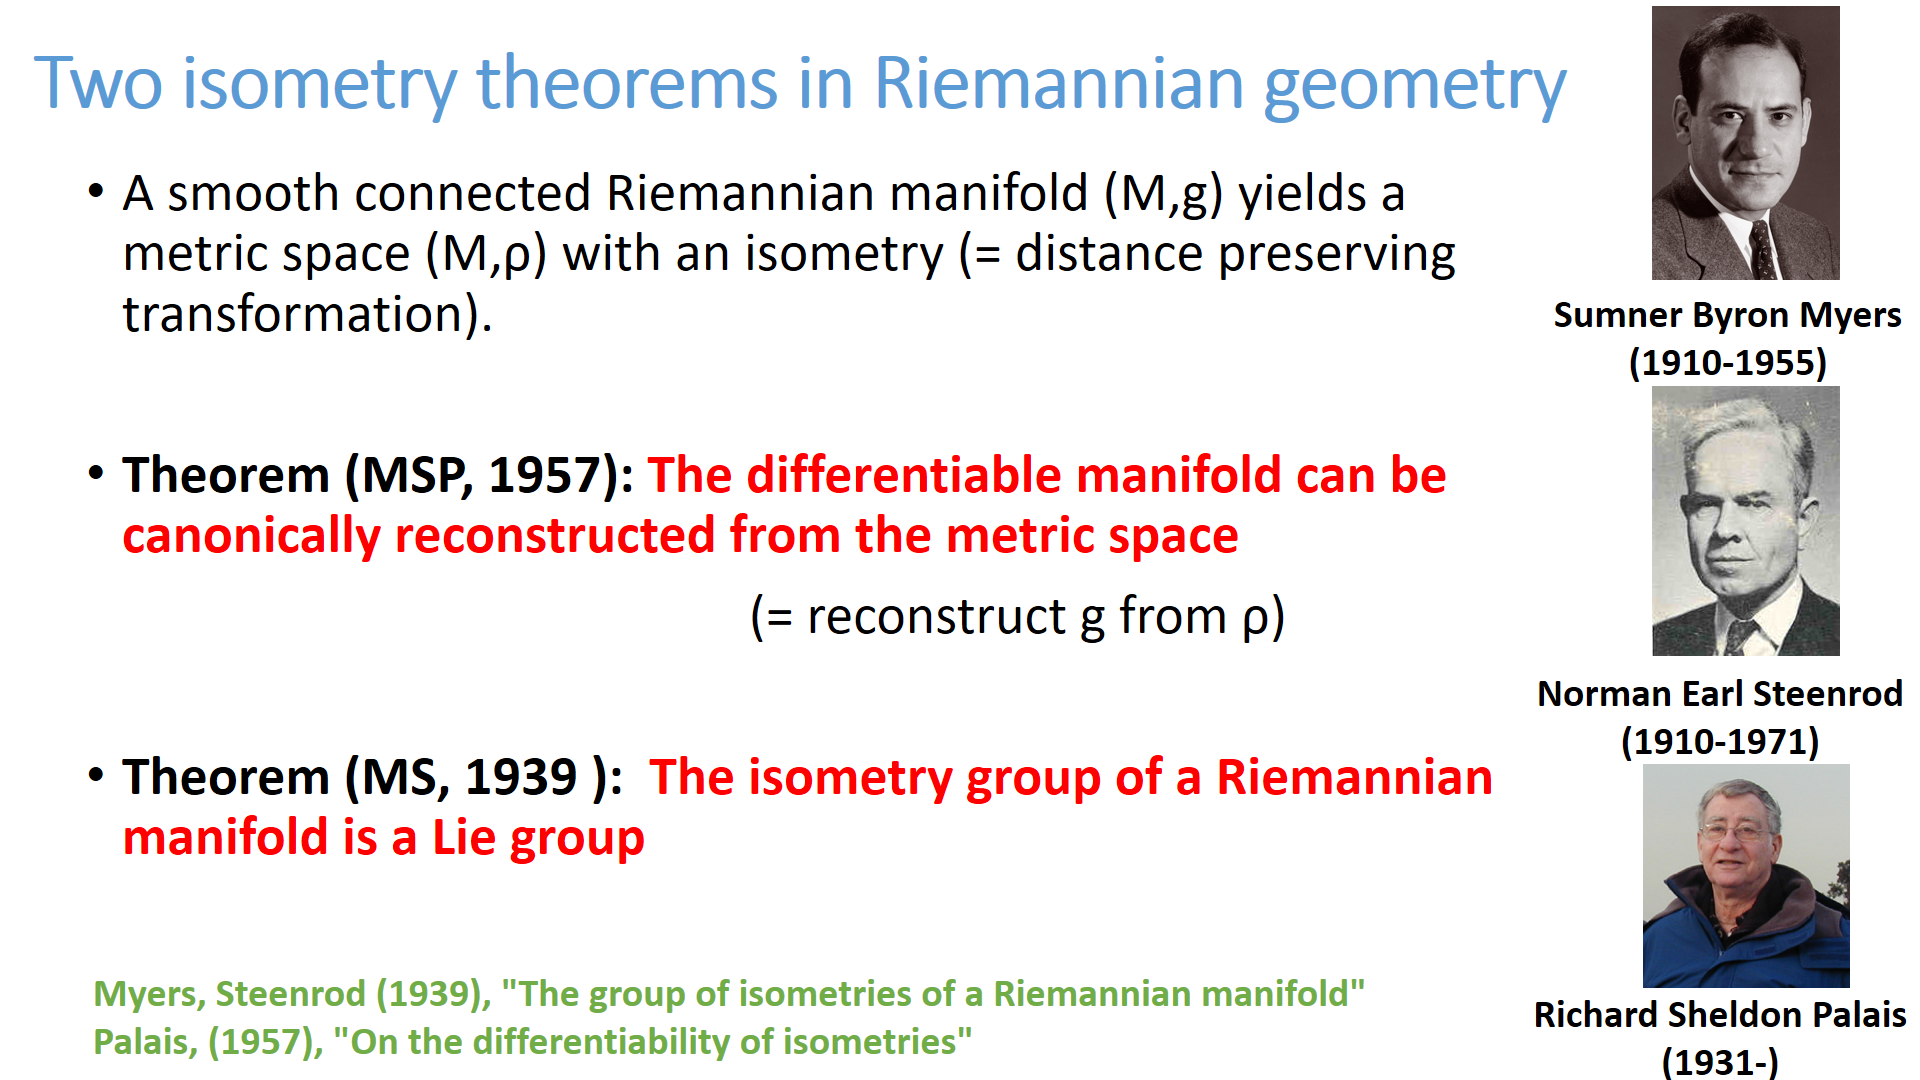 Two isometry theorems in Riemannian geometry
• A smooth connected Riemannian manifold (M,g) yields a
metric space (M,ρ) with an isometry (= distance preserving
transformation).
• Theorem (MSP, 1957): The differentiable manifold can be
canonically reconstructed from the metric space
(= reconstruct g from ρ)
• Theorem (MS, 1939 ): The isometry group of a Riemannian
manifold is a Lie group
Myers, Steenrod (1939), "The group of isometries of a Riemannian manifold"
Palais, (1957), "On the differentiability of isometries"
Sumner Byron Myers
(1910-1955)
Norman Earl Steenrod
(1910-1971)
Richard Sheldon Palais
(1931-)